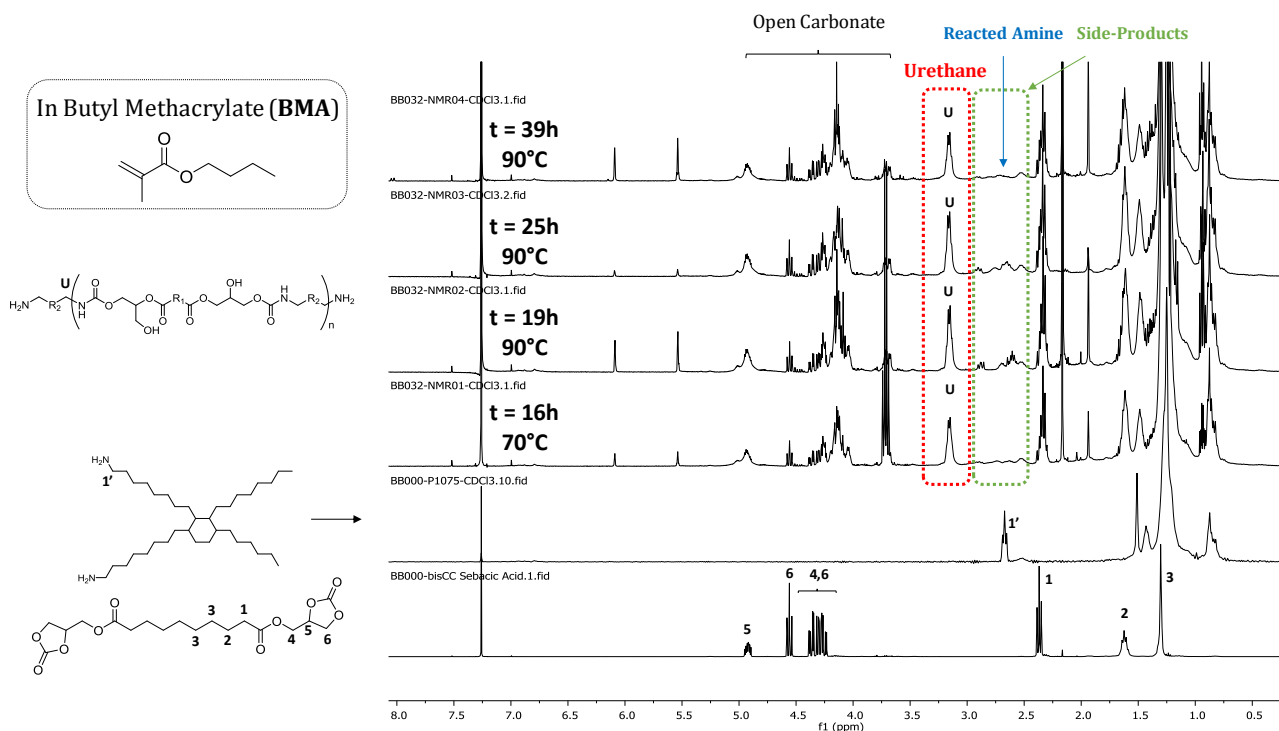 Open Carbonate
Reacted Amine
Side-Products
Urethane
In Butyl Methacrylate (BMA)
O
O
BB032-NMR04-CDCl3.1.fid
t = 39h
90°C
U
BB032-NMR03-CDCl3.2.fid
t = 25h
90°C
U
BB032-NMR02-CDCl3.1.fid
t = 19h
90°C
U
BB032-NMR01-CDCl3.1.fid
t = 16h
70°C
U
U
H2N
R2
N
H
O
O
O
OH
O
R1
O
O
OH
O
O
N
H
R2
NH2
n
BB000-P1075-CDCl3.10.fid
H2N
1'
H2N
1'
BB000-bisCC Sebacic Acid.1.fid
O
O
O
O
O
3
3
2
1
O
O
4
5
6
O
O
O
5
6
4,6
1
2
3
8.0 7.5 7.0 6.5 6.0 5.5 5.0 4.5 4.0 3.5 3.0 2.5 2.0 1.5 1.0 0.5
f1 (ppm)